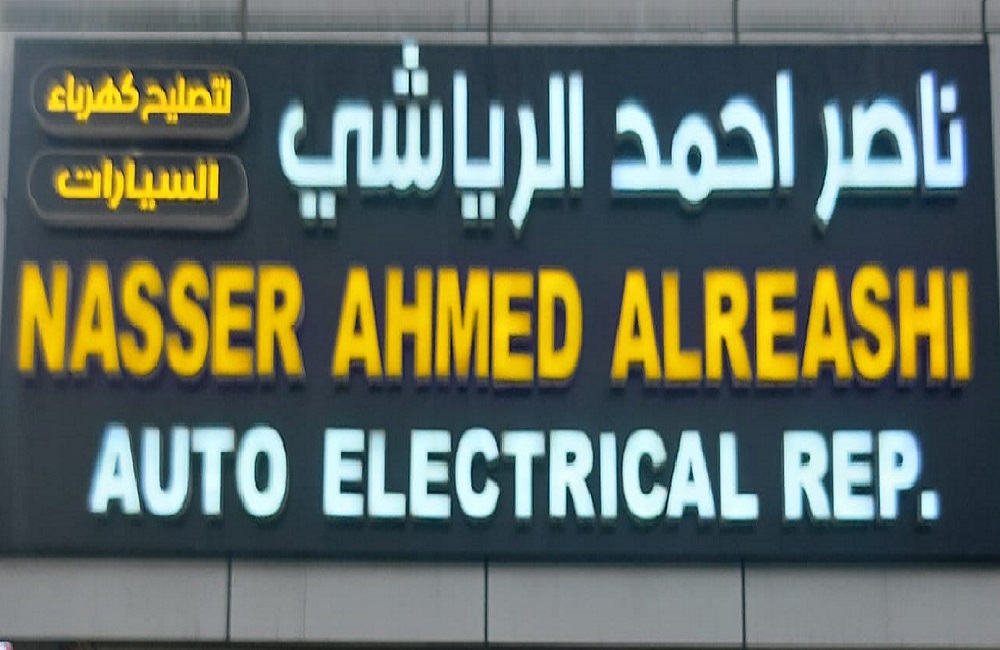 ناصر احمد الرياشي
لتصليح كهرباء
السيارات
NASSER AHMED ALREASHI
AUTO ELECTRICAL REP.